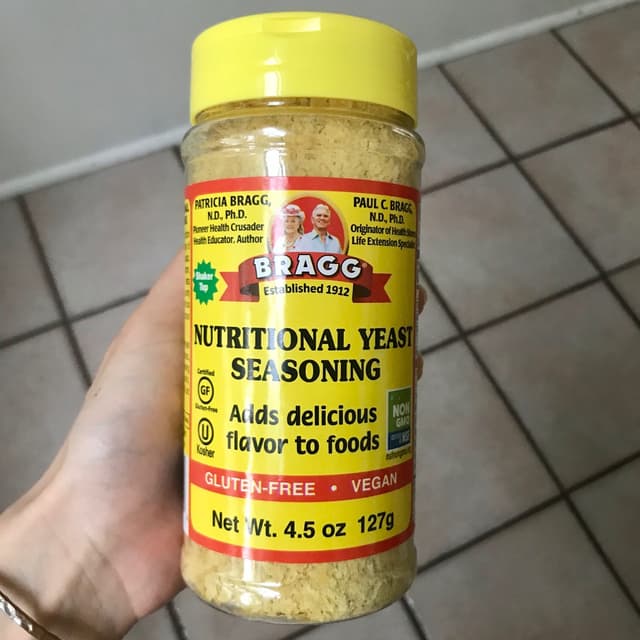 PATRICIA BRAGG,
N.D., Ph.D.
Pioneer Health Crusader
Health Educator, Author
PAUL C. BRAGG,
N.D., Ph.D.
Originator of Health
Life Extension
Shaker
Top
BRAGG
Established 1912
NUTRITIONAL YEAST
SEASONING
Certified
GF
Gluten-Free
U
Kosher
Adds delicious
flavor to foods
NON
GMO
GLUTEN-FREE • VEGAN
Net Wt. 4.5 oz 127g